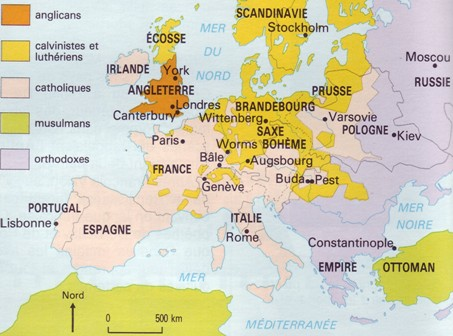 anglicans
calvinistes et
luthériens
catholiques
musulmans
orthodoxes
SCANDINAVIE
Stockholm
MER
DU
NORD
ÉCOSSE
IRLANDE
York
ANGLETERRE
Londres
Canterbury
Moscou
RUSSIE
PRUSSE
BRANDEBOURG
Wittenberg
Varsovie
POLOGNE
Kiev
SAXE
BOHÊME
Paris
Worms
Augsbourg
Bâle
FRANCE
Genève
Buda
Pest
PORTUGAL
Lisbonne
ESPAGNE
ITALIE
Rome
MER
NOIRE
Constantinople
EMPIRE
OTTOMAN
MER
MÉDITERRANÉE
Nord
0 500 km